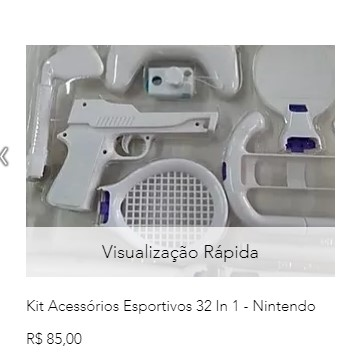 Visualização Rápida
Kit Acessórios Esportivos 32 In 1 - Nintendo
R$ 85,00